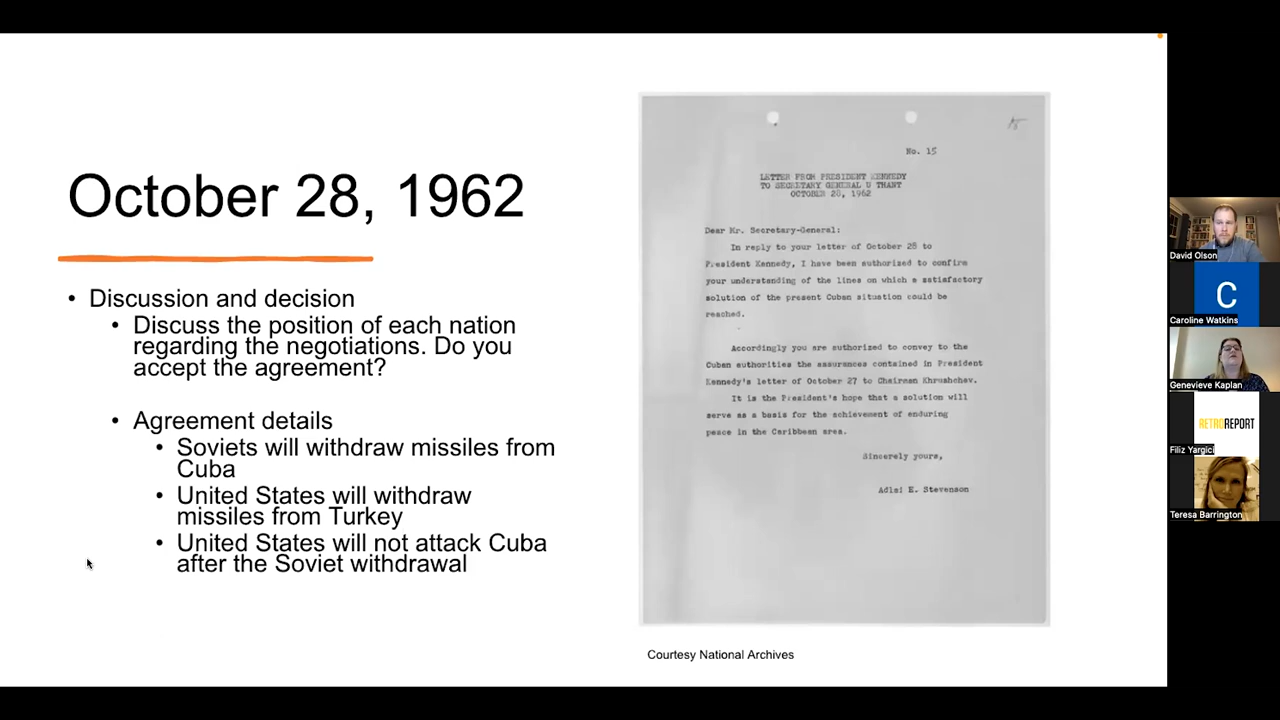 October 28, 1962
• Discussion and decision
• Discuss the position of each nation
regarding the negotiations. Do you
accept the agreement?
• Agreement details
• Soviets will withdraw missiles from
Cuba
• United States will withdraw
missiles from Turkey
• United States will not attack Cuba
after the Soviet withdrawal
No. 15
LETTER FROM PRESIDENT KENNEDY
TO SECRETARY GENERAL U THANT
OCTOBER 28, 1962
Dear Mr. Secretary-General:
In reply to your letter of October 28 to
President Kennedy, I have been authorized to confirm
your understanding of the lines on which a satisfactory
solution of the present Cuban situation could be
reached.
Accordingly you are authorized to convey to the
Cuban authorities the assurances contained in President
Kennedy's letter of October 27 to Chairman Khrushchev.
It is the President's hope that a solution will
serve as a basis for the achievement of enduring
peace in the Caribbean area.
Sincerely yours,
Adlai E. Stevenson
Courtesy National Archives
David Olson
C
Caroline Watkins
Genevieve Kaplan
RETROREPORT
Filiz Yargici
Teresa Barrington